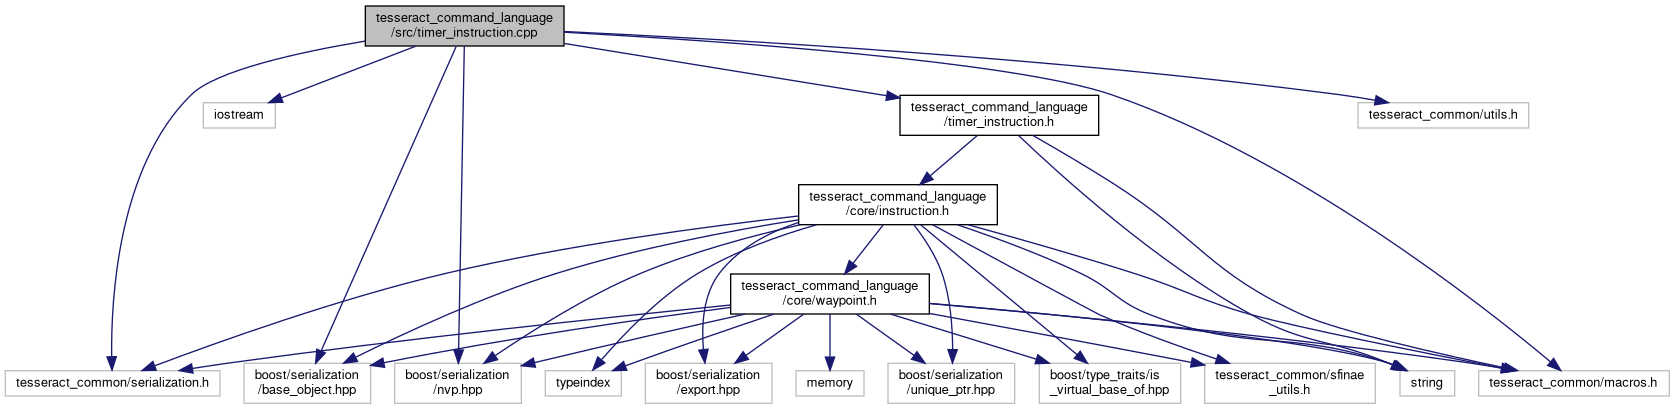 tesseract_command_language
/src/timer_instruction.cpp
iostream
tesseract_command_language
/timer_instruction.h
tesseract_common/utils.h
tesseract_command_language
/core/instruction.h
tesseract_command_language
/core/waypoint.h
tesseract_common/serialization.h
boost/serialization
/base_object.hpp
boost/serialization
/nvp.hpp
typeindex
boost/serialization
/export.hpp
memory
boost/serialization
/unique_ptr.hpp
boost/type_traits/is
_virtual_base_of.hpp
tesseract_common/sfinae
_utils.h
string
tesseract_common/macros.h